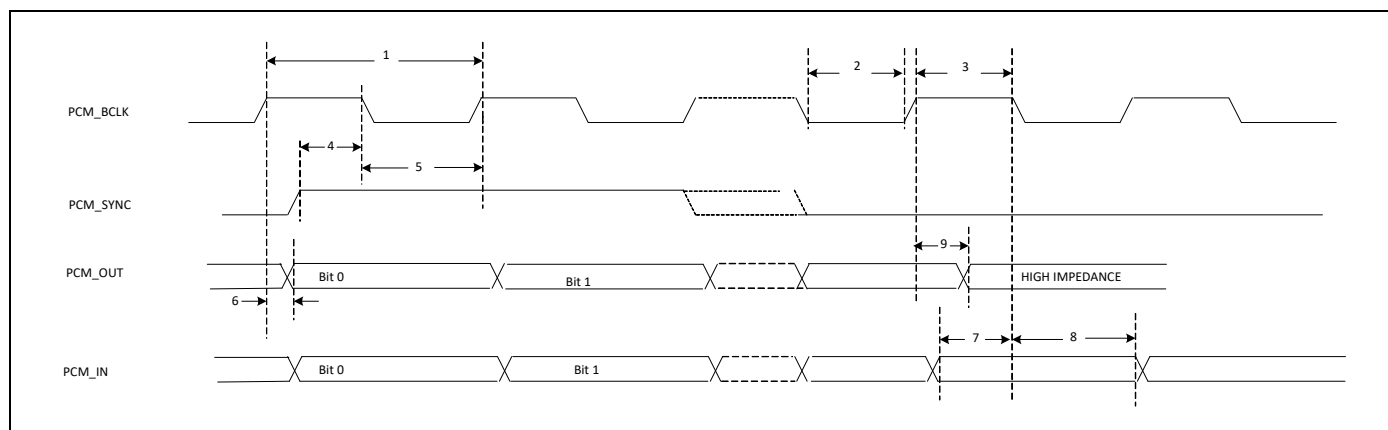 1
2
3
PCM_BCLK
4
5
PCM_SYNC
9
PCM_OUT
Bit 0
Bit 1
HIGH IMPEDANCE
6
7
8
PCM_IN
Bit 0
Bit 1